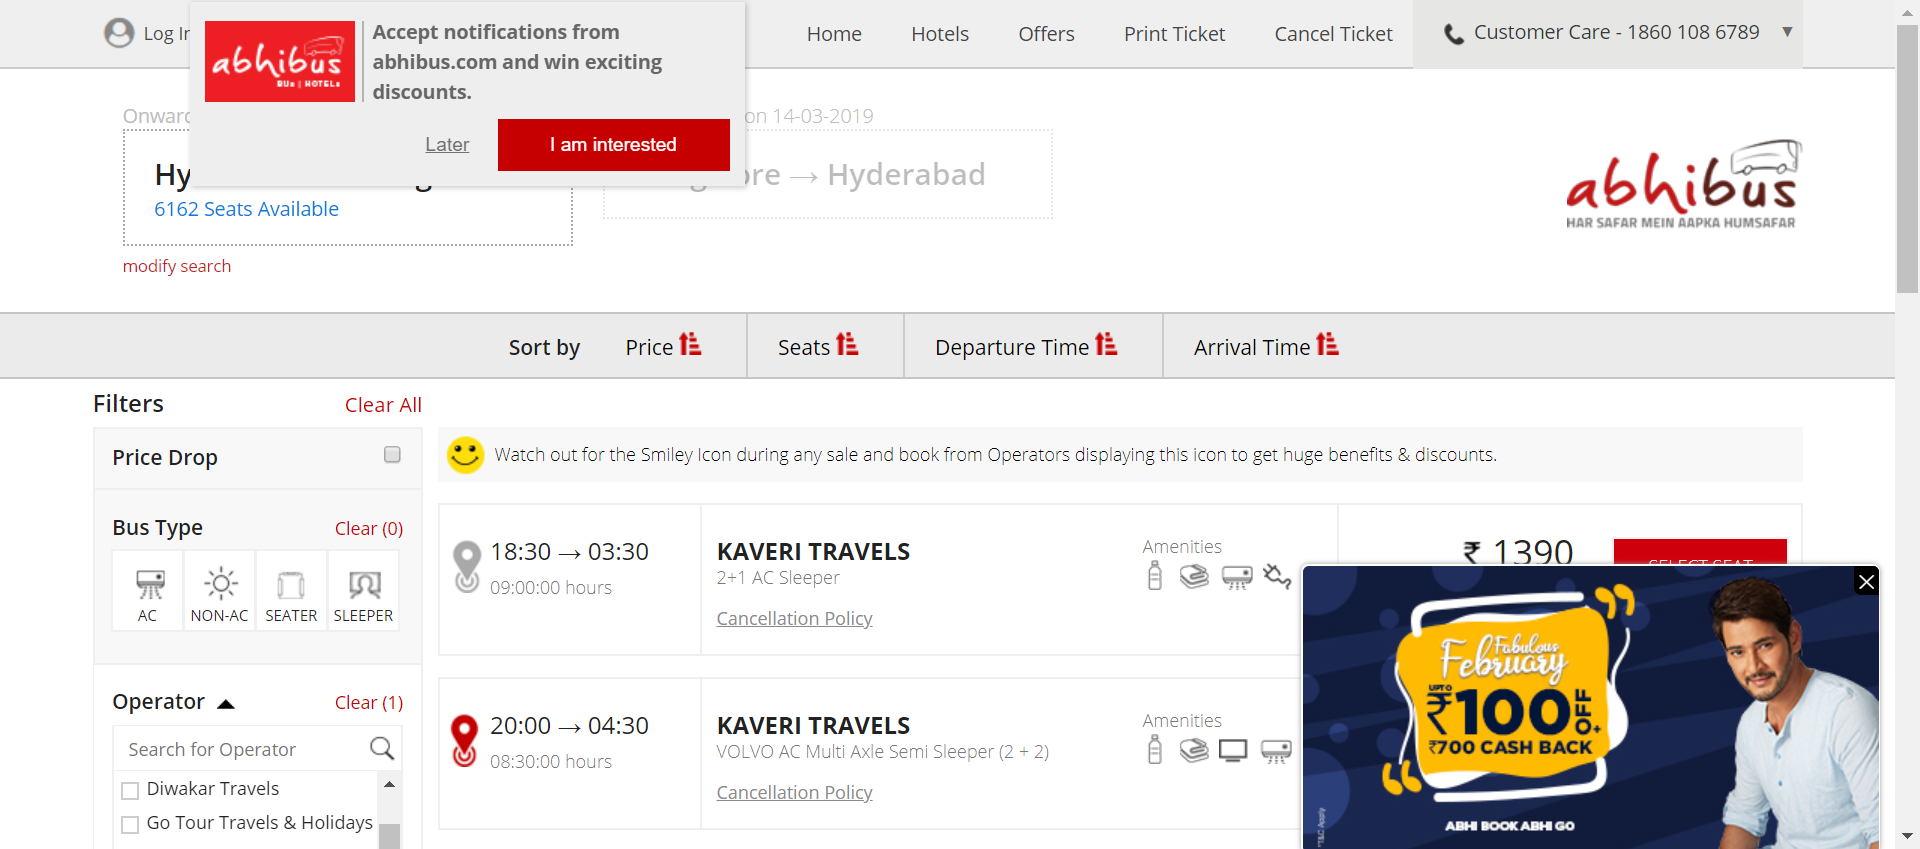 Log In
abhibus
BUS | HOTELS
Accept notifications from
abhibus.com and win exciting
discounts.
Later
I am interested
Home
Hotels
Offers
Print Ticket
Cancel Ticket
Customer Care - 1860 108 6789
Onward
on 14-03-2019
Hy
6162 Seats Available
→ Hyderabad
modify search
abhibus
HAR SAFAR MEIN AAPKA HUMSAFAR
Sort by
Price
Seats
Departure Time
Arrival Time
Filters
Clear All
Price Drop
Bus Type
Clear (0)
AC
NON-AC
SEATER
SLEEPER
Operator
Clear (1)
Search for Operator
Diwakar Travels
Go Tour Travels & Holidays
Watch out for the Smiley Icon during any sale and book from Operators displaying this icon to get huge benefits & discounts.
18:30 → 03:30
09:00:00 hours
KAVERI TRAVELS
2+1 AC Sleeper
Cancellation Policy
Amenities
₹ 1390
SELECT SEAT
20:00 → 04:30
08:30:00 hours
KAVERI TRAVELS
VOLVO AC Multi Axle Semi Sleeper (2 + 2)
Cancellation Policy
Amenities
Fabulous
February
UPTO
₹100 OFF+
₹700 CASH BACK
ABHI BOOK ABHI GO
*T&C Apply